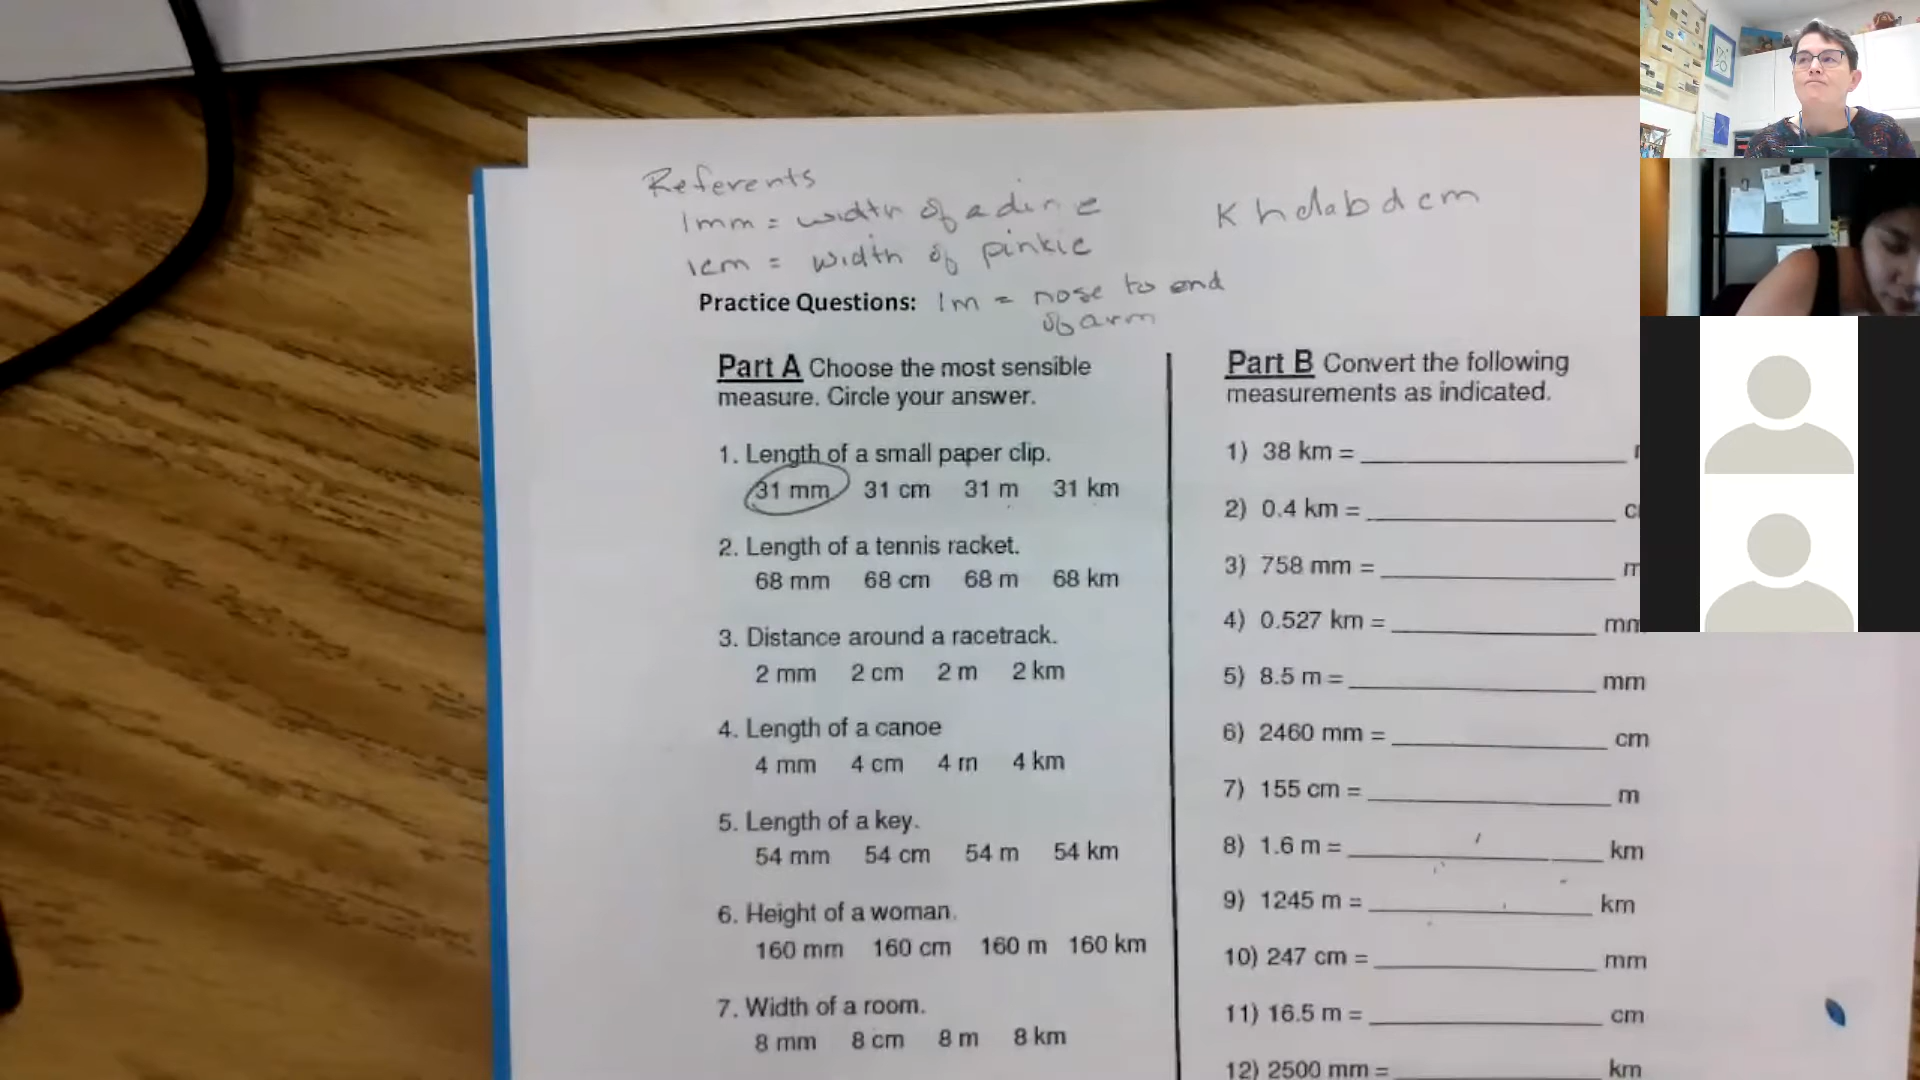 Referents
1mm = width of a dime
1cm = width of pinkie
K h da b d c m
Practice Questions: 1m = nose to end
of arm
Part A Choose the most sensible
measure. Circle your answer.
1. Length of a small paper clip.
31 mm 31 cm 31 m 31 km
2. Length of a tennis racket.
68 mm 68 cm 68 m 68 km
3. Distance around a racetrack.
2 mm 2 cm 2 m 2 km
4. Length of a canoe
4 mm 4 cm 4 m 4 km
5. Length of a key.
54 mm 54 cm 54 m 54 km
6. Height of a woman.
160 mm 160 cm 160 m 160 km
7. Width of a room.
8 mm 8 cm 8 m 8 km
Part B Convert the following
measurements as indicated.
1) 38 km =
2) 0.4 km =
3) 758 mm =
4) 0.527 km = mm
5) 8.5 m = mm
6) 2460 mm = cm
7) 155 cm = m
8) 1.6 m = km
9) 1245 m = km
10) 247 cm = mm
11) 16.5 m = cm
12) 2500 mm = km